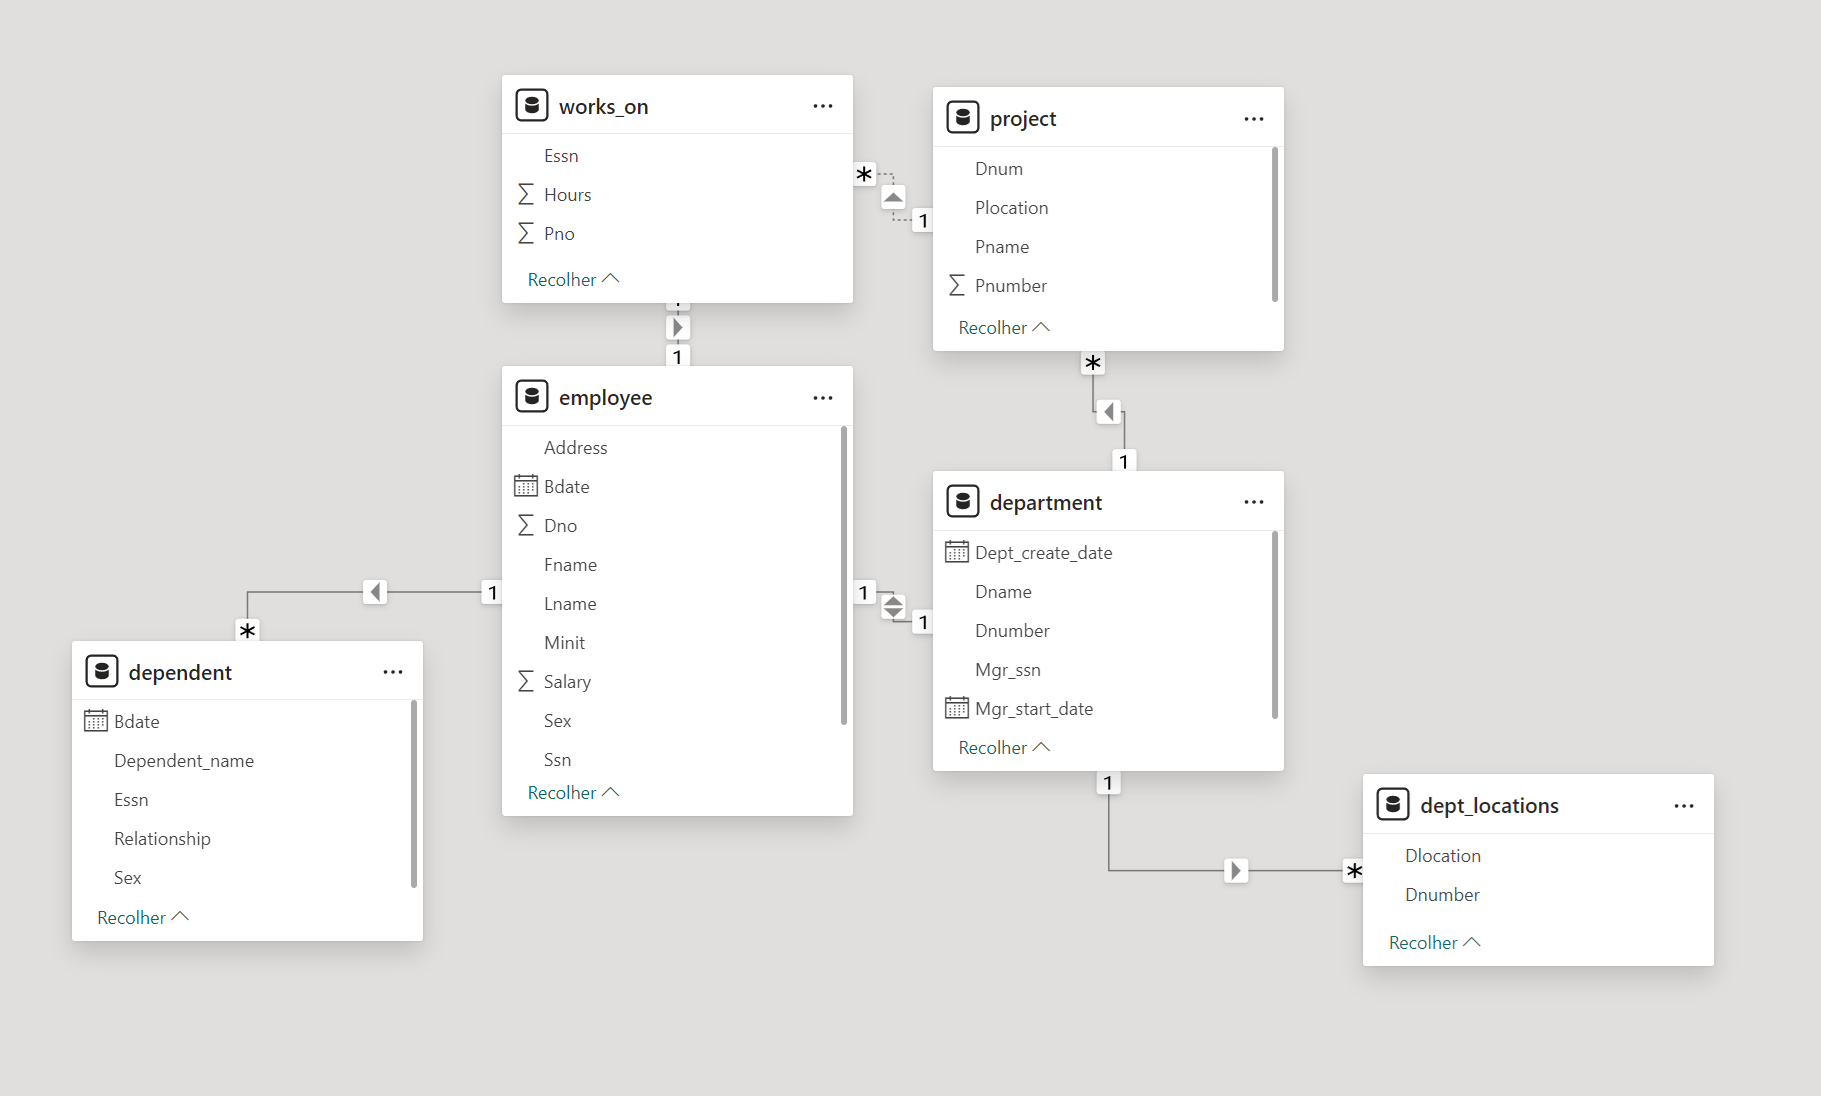 works_on
Essn
Hours
Pno
Recolher
project
Dnum
Plocation
Pname
Pnumber
Recolher
*
1
1
1
*
1
employee
Address
Bdate
Dno
Fname
Lname
Minit
Salary
Sex
Ssn
Recolher
department
Dept_create_date
Dname
Dnumber
Mgr_ssn
Mgr_start_date
Recolher
1
1
1
*
dependent
Bdate
Dependent_name
Essn
Relationship
Sex
Recolher
1
*
dept_locations
Dlocation
Dnumber
Recolher